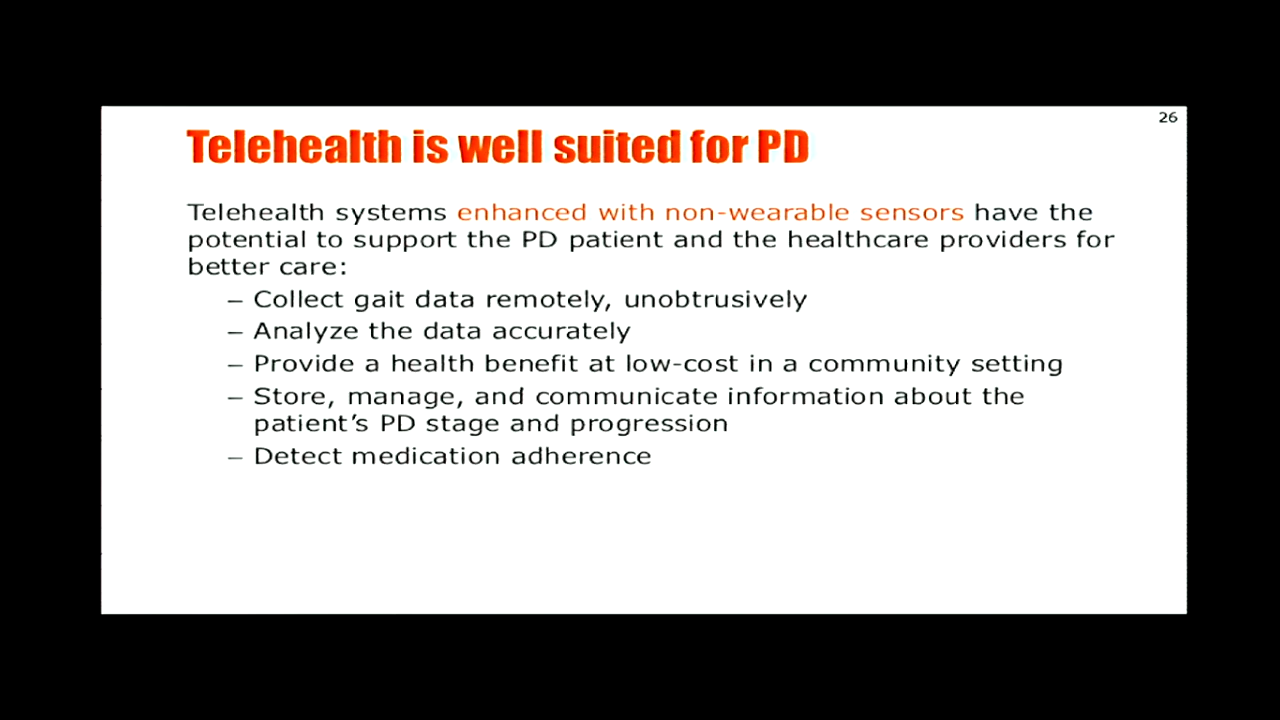 26
Telehealth is well suited for PD
Telehealth systems enhanced with non-wearable sensors have the
potential to support the PD patient and the healthcare providers for
better care:
– Collect gait data remotely, unobtrusively
– Analyze the data accurately
– Provide a health benefit at low-cost in a community setting
– Store, manage, and communicate information about the
patient’s PD stage and progression
– Detect medication adherence